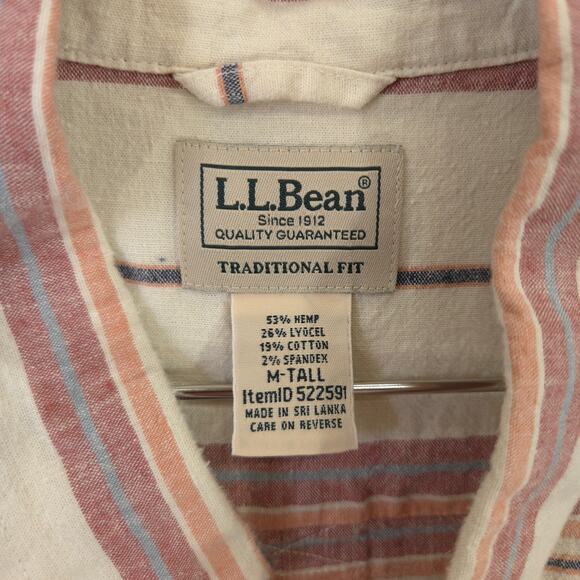 L.L.Bean®
Since 1912
QUALITY GUARANTEED
TRADITIONAL FIT
53% HEMP
26% LYOCEL
19% COTTON
2% SPANDEX
M-TALL
ItemID 522591
MADE IN SRI LANKA
CARE ON REVERSE